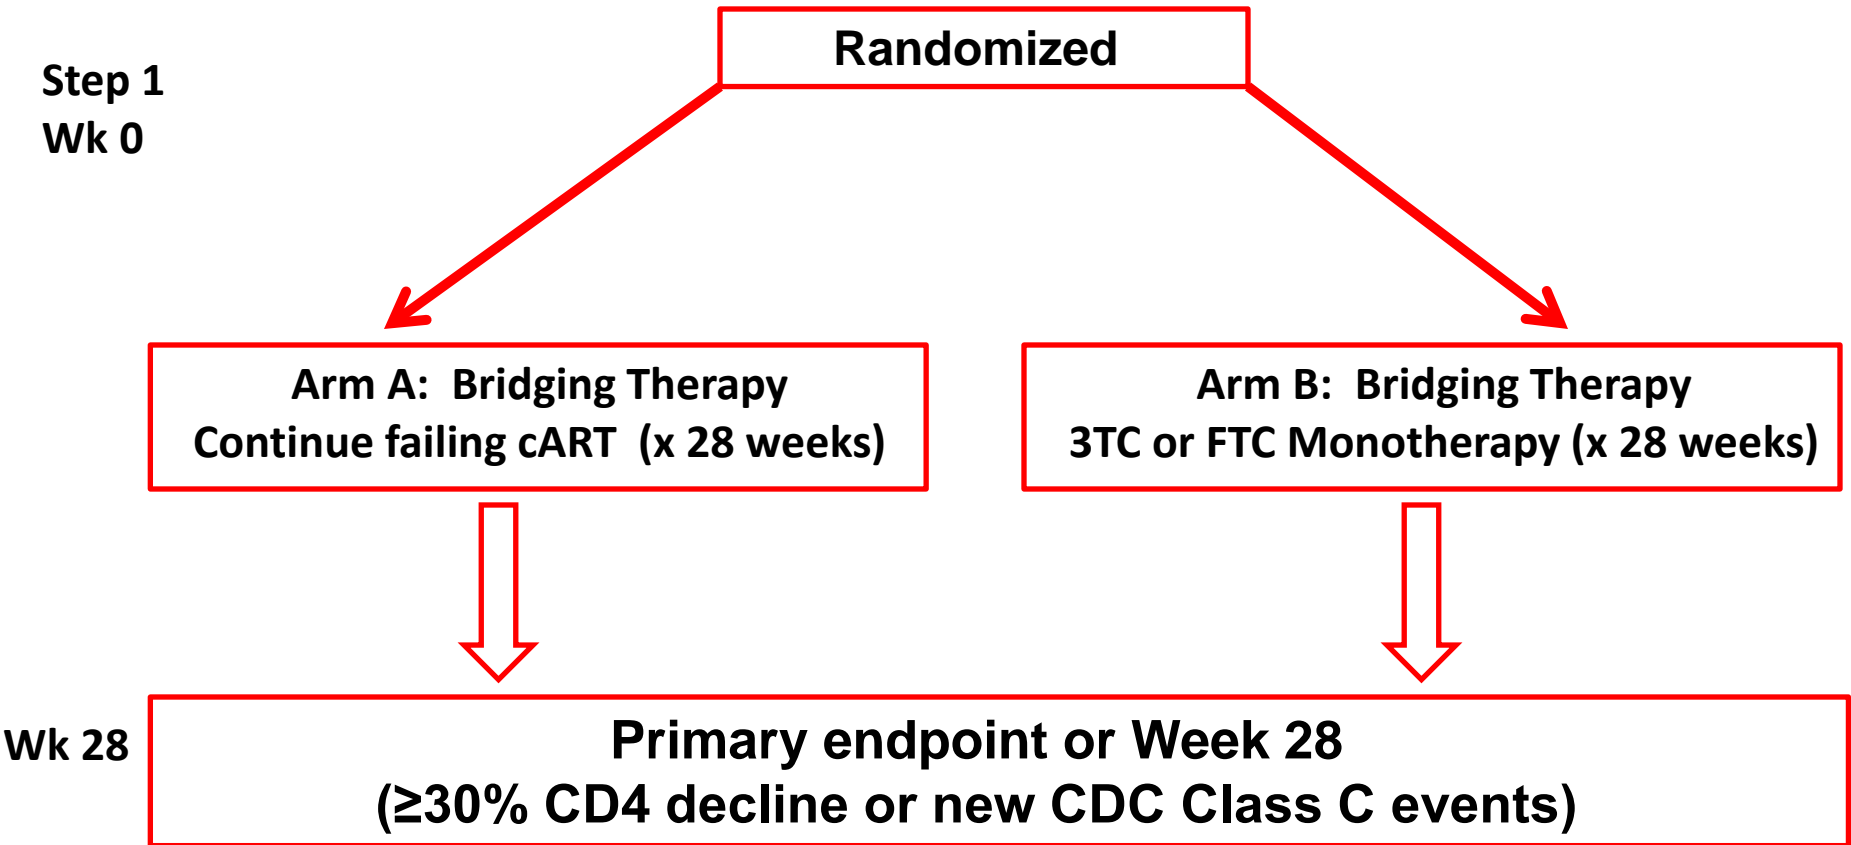 Randomized
Step 1
Wk 0
Arm A:  Bridging Therapy
Continue failing cART  (x 28 weeks)
Arm B:  Bridging Therapy
3TC or FTC Monotherapy (x 28 weeks)
Wk 28
Primary endpoint or Week 28
(≥30% CD4 decline or new CDC Class C events)